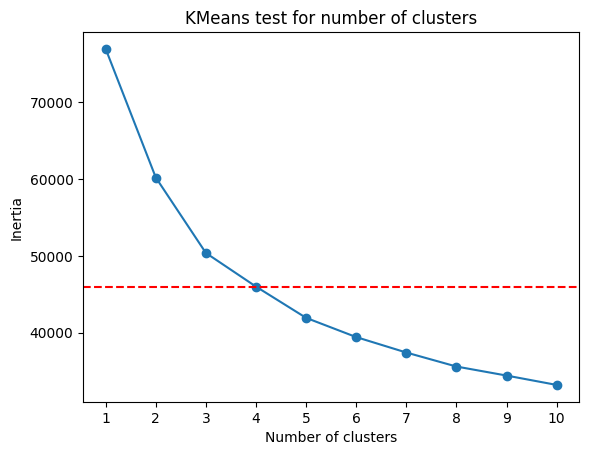 KMeans test for number of clusters
Inertia
70000
60000
50000
40000
1 2 3 4 5 6 7 8 9 10
Number of clusters